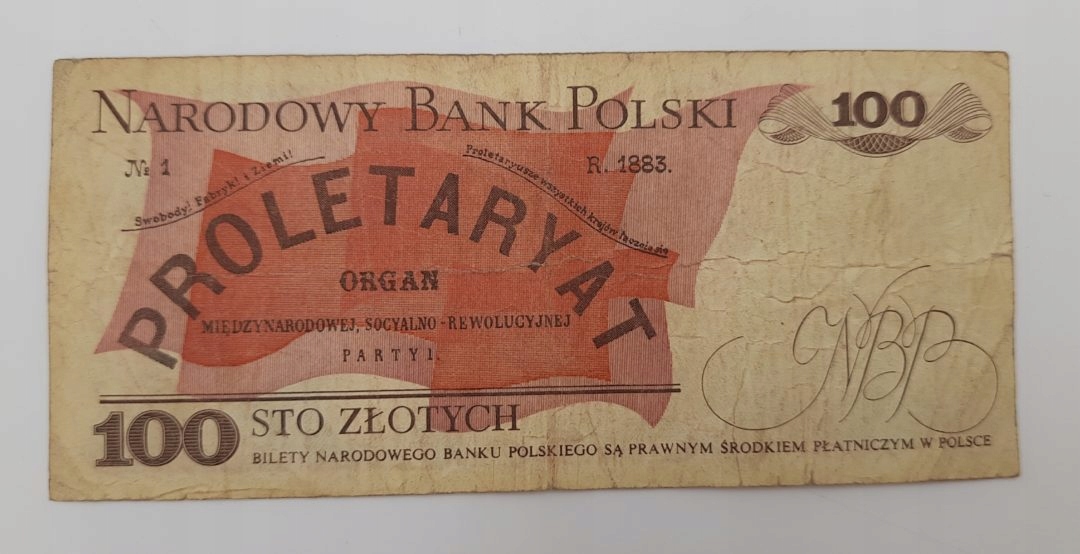 NARODOWY BANK POLSKI
100
№ 1
R. 1883.
Swobody! Fabryki i Ziemi!
Proletaryusze wszystkich krajów łączcie się
PROLETARYAT
ORGAN
MIĘDZYNARODOWEJ, SOCYALNO-REWOLUCYJNEJ
PARTYI.
NBP
100 STO ZŁOTYCH
BILETY NARODOWEGO BANKU POLSKIEGO SĄ PRAWNYM ŚRODKIEM PŁATNICZYM W POLSCE